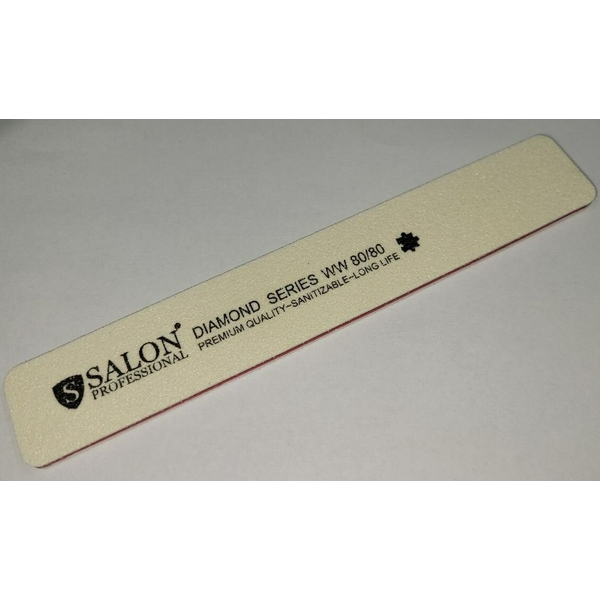 S SALON®
PROFESSIONAL
DIAMOND SERIES WW 80/80
PREMIUM QUALITY-SANITIZABLE-LONG LIFE